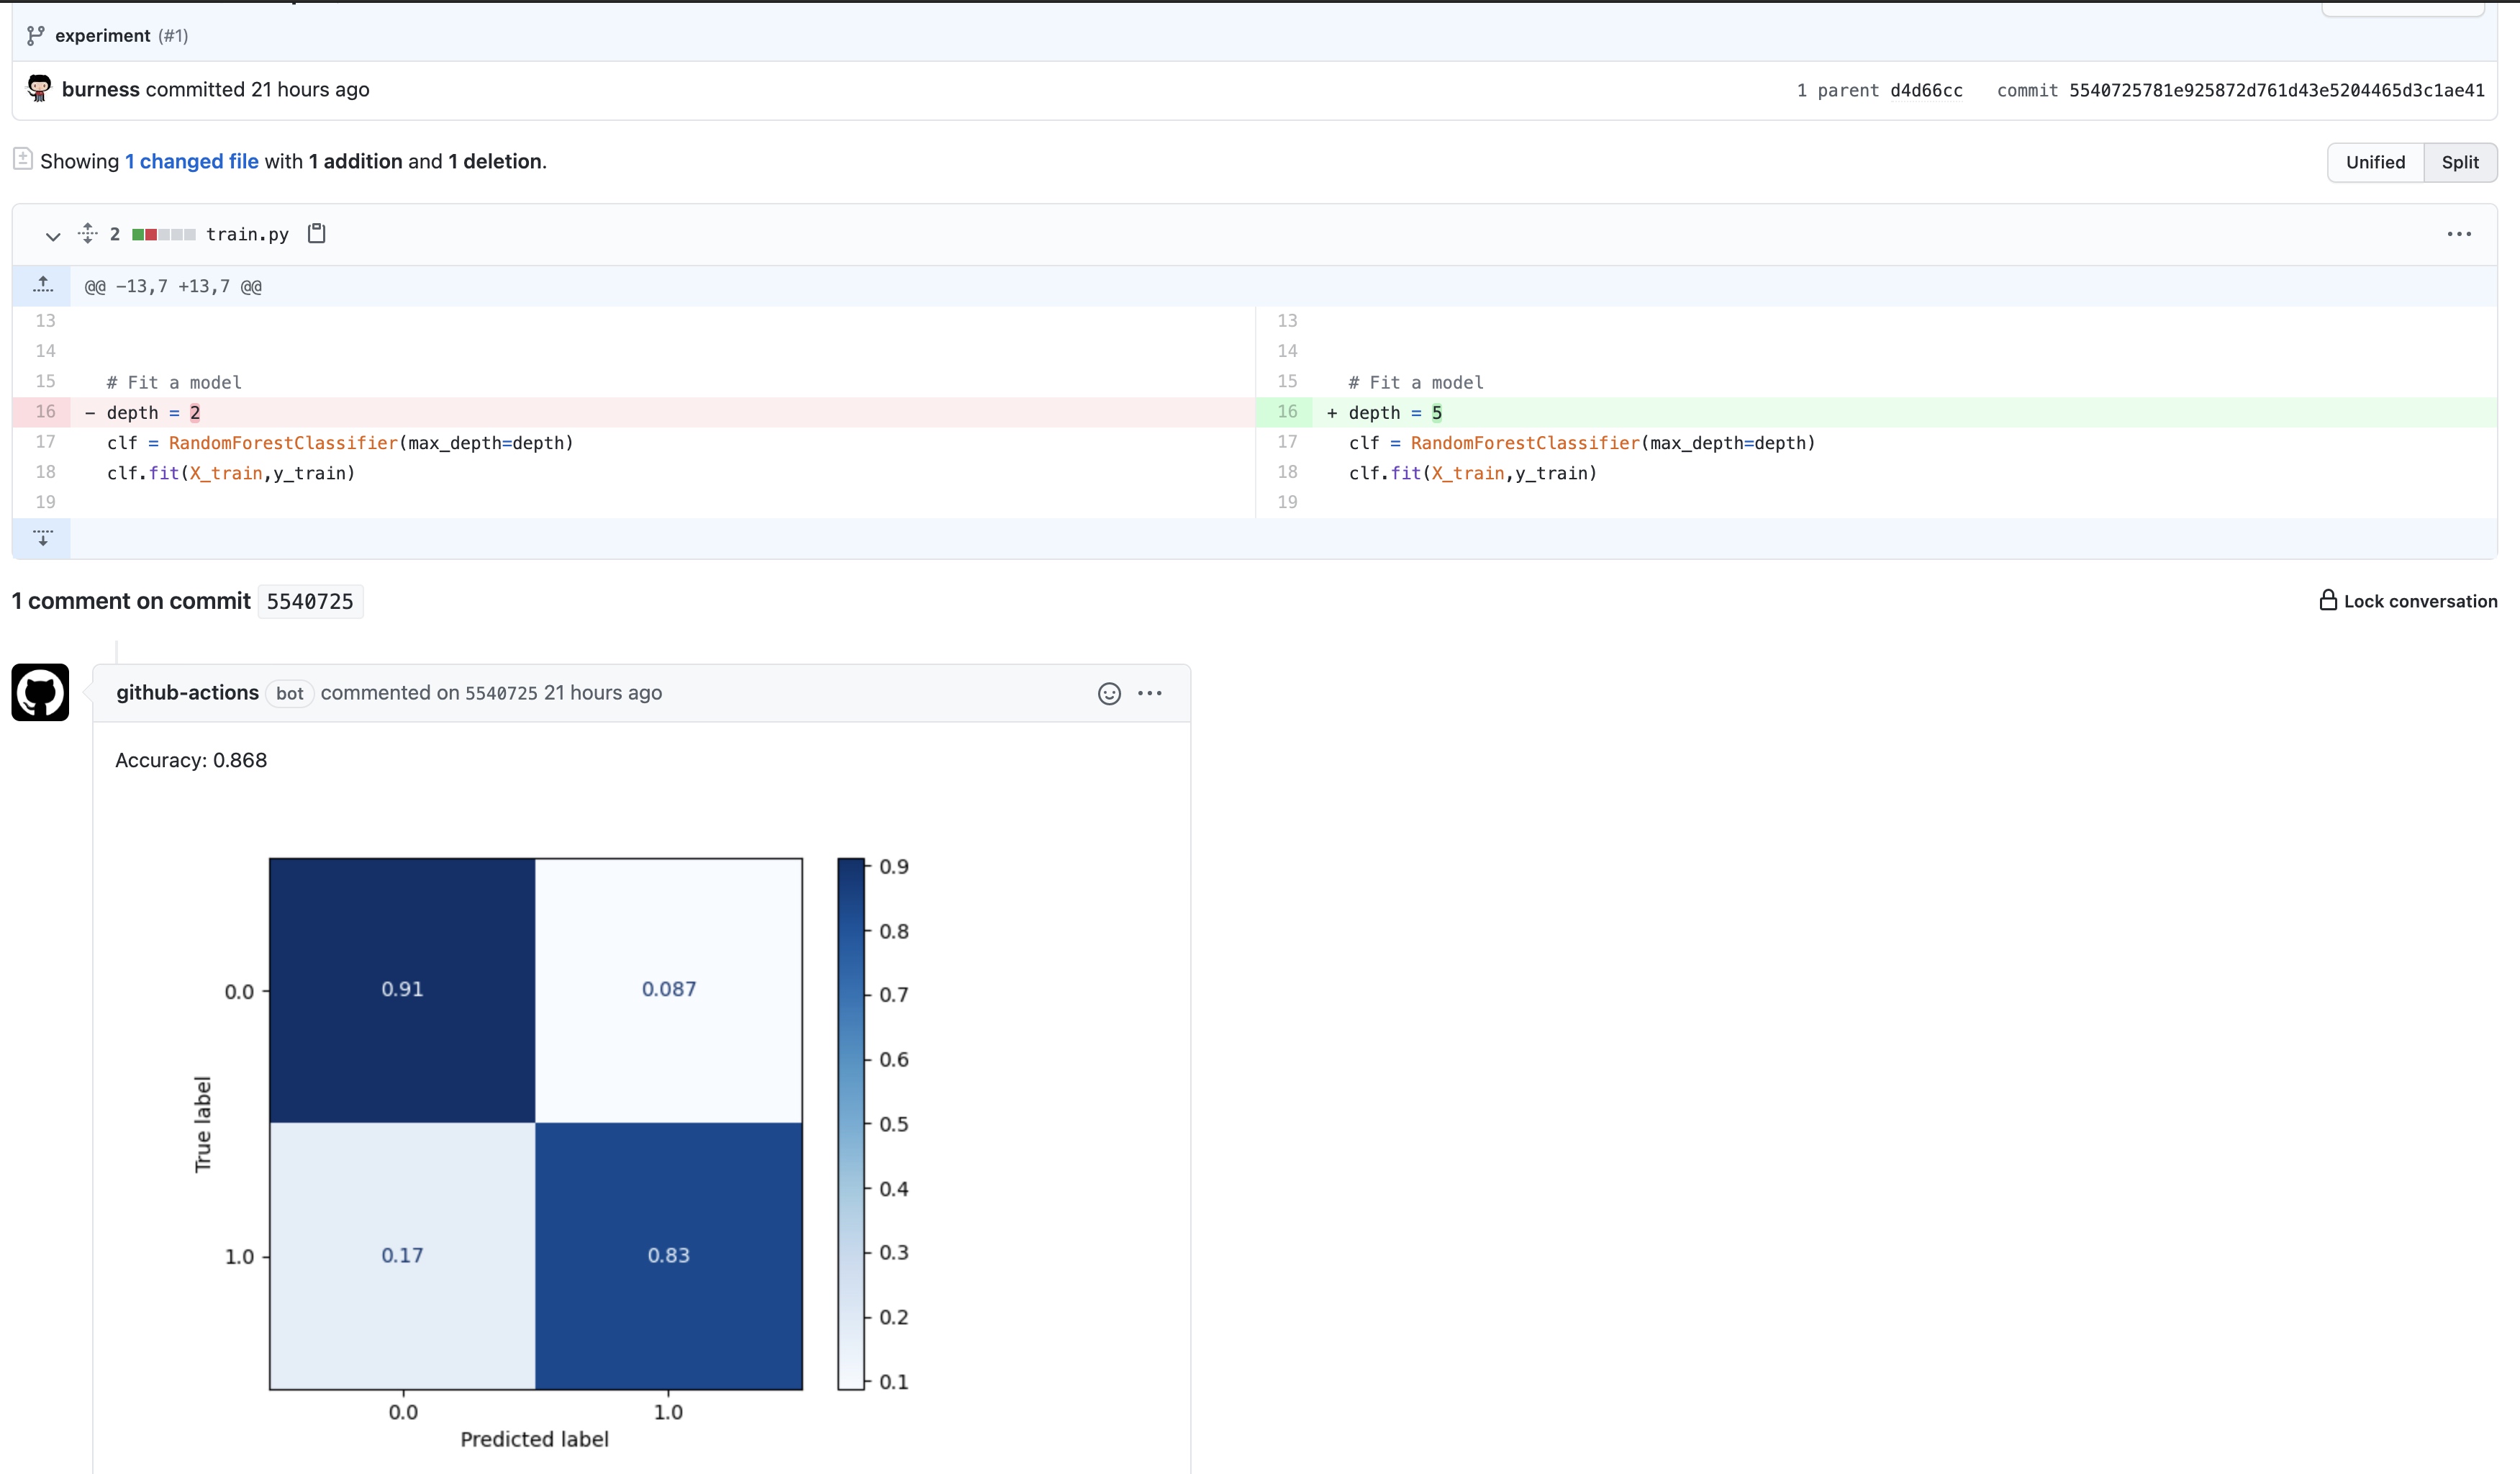 experiment (#1)
burness committed 21 hours ago
1 parent d4d66cc commit 5540725781e925872d761d43e5204465d3c1ae41
Showing 1 changed file with 1 addition and 1 deletion.
Unified Split
2 train.py
@@ -13,7 +13,7 @@
13 13
14 14
15 # Fit a model 15 # Fit a model
16 - depth = 2 16 + depth = 5
17 clf = RandomForestClassifier(max_depth=depth) 17 clf = RandomForestClassifier(max_depth=depth)
18 clf.fit(X_train,y_train) 18 clf.fit(X_train,y_train)
19 19
1 comment on commit 5540725
Lock conversation
github-actions bot commented on 5540725 21 hours ago
Accuracy: 0.868
0.9
0.8
0.91 0.087
0.0
0.7
0.6
True label
0.5
0.4
0.17 0.83
1.0
0.3
0.2
0.1
0.0 1.0
Predicted label